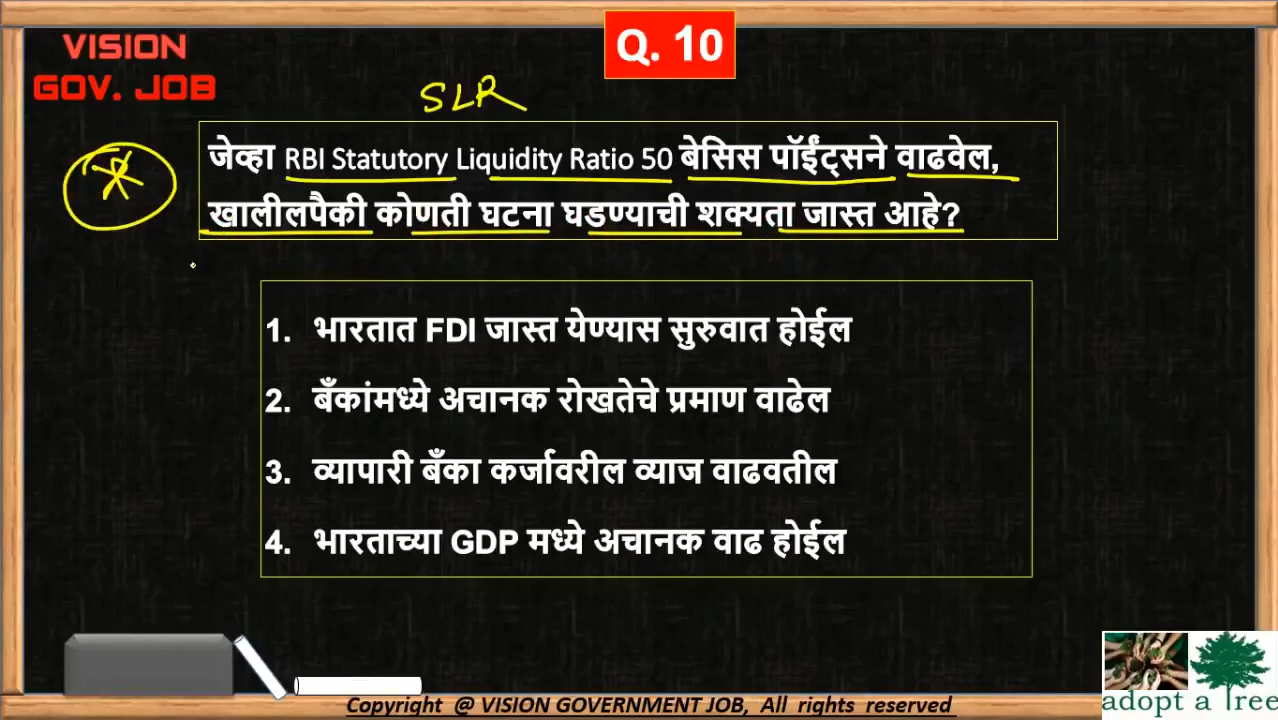 VISION
GOV. JOB
Q. 10
SLR
जेव्हा RBI Statutory Liquidity Ratio 50 बेसिस पॉईंट्सने वाढवेल,
खालीलपैकी कोणती घटना घडण्याची शक्यता जास्त आहे?
1. भारतात FDI जास्त येण्यास सुरुवात होईल
2. बँकांमध्ये अचानक रोखतेचे प्रमाण वाढेल
3. व्यापारी बँका कर्जावरील व्याज वाढवतील
4. भारताच्या GDP मध्ये अचानक वाढ होईल
Copyright @ VISION GOVERNMENT JOB, All rights reserved
adopt a Tree